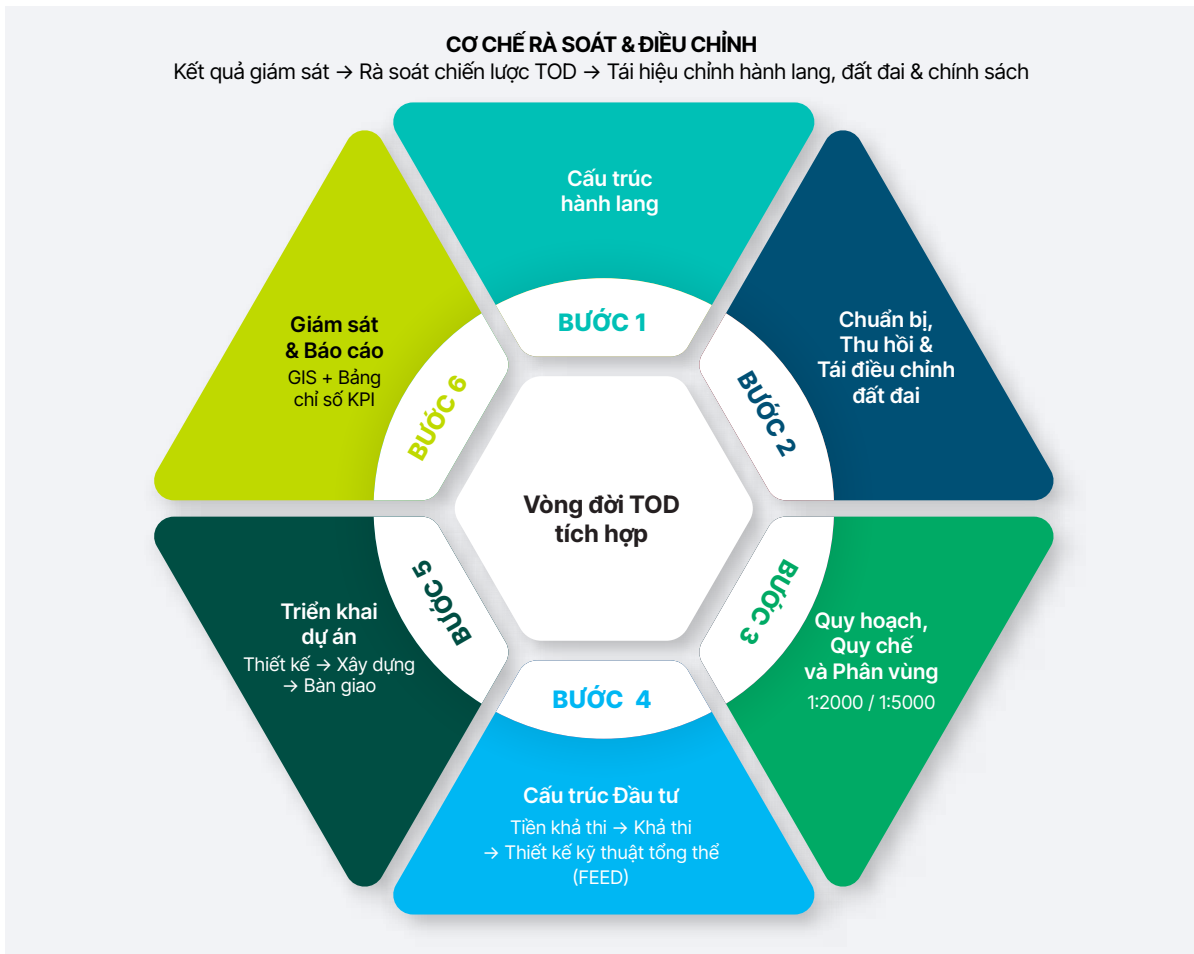 CƠ CHẾ RÀ SOÁT & ĐIỀU CHỈNH
Kết quả giám sát → Rà soát chiến lược TOD → Tái hiệu chỉnh hành lang, đất đai & chính sách
Cấu trúc
hành lang
BƯỚC 1
Chuẩn bị,
Thu hồi &
Tái điều chỉnh
đất đai
BƯỚC 2
Quy hoạch,
Quy chế
và Phân vùng
1:2000 / 1:5000
BƯỚC 3
BƯỚC 4
Cấu trúc Đầu tư
Tiền khả thi → Khả thi
→ Thiết kế kỹ thuật tổng thể
(FEED)
BƯỚC 5
Triển khai
dự án
Thiết kế → Xây dựng
→ Bàn giao
BƯỚC 6
Giám sát
& Báo cáo
GIS + Bảng
chỉ số KPI
Vòng đời TOD
tích hợp